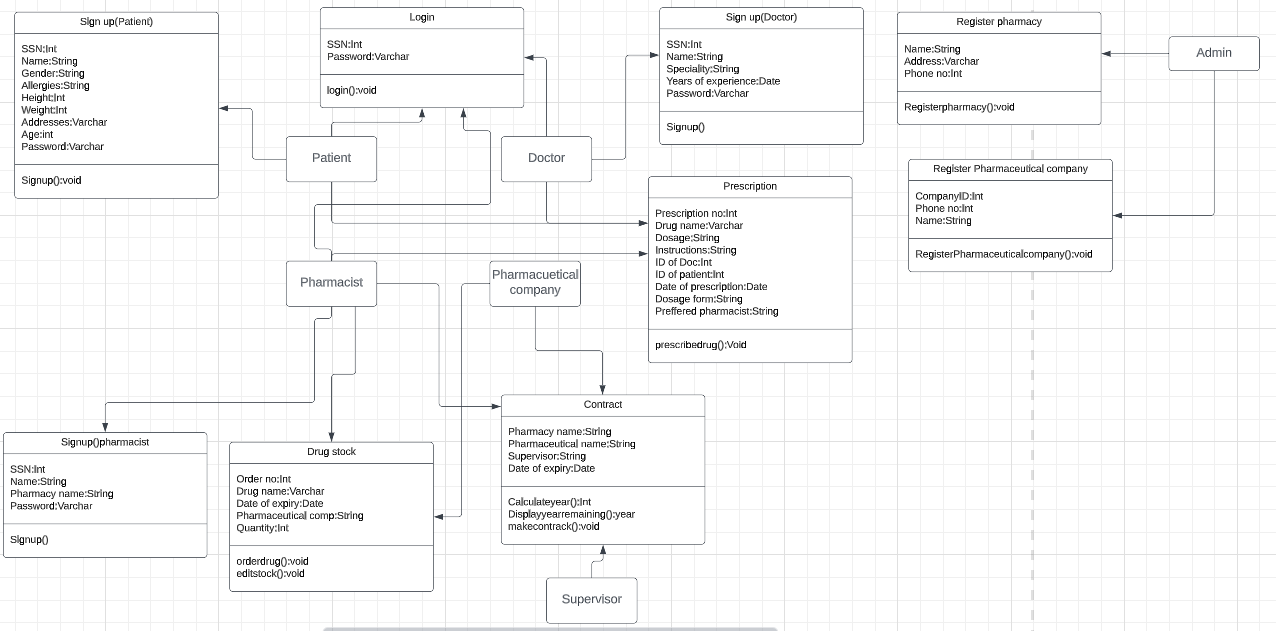 Sign up(Patient)
SSN:Int
Name:String
Gender:String
Allergies:String
Height:Int
Weight:Int
Addresses:Varchar
Age:int
Password:Varchar
Signup():void
Login
SSN:Int
Password:Varchar
login():void
Sign up(Doctor)
SSN:Int
Name:String
Speciality:String
Years of experience:Date
Password:Varchar
Signup()
Register pharmacy
Name:String
Address:Varchar
Phone no:Int
Registerpharmacy():void
Admin
Patient
Doctor
Register Pharmaceutical company
CompanyID:Int
Phone no:Int
Name:String
RegisterPharmaceuticalcompany():void
Prescription
Prescription no:Int
Drug name:Varchar
Dosage:String
Instructions:String
ID of Doc:Int
ID of patient:Int
Date of prescription:Date
Dosage form:String
Preffered pharmacist:String
prescribedrug():Void
Pharmacist
Pharmacuetical
company
Contract
Pharmacy name:String
Pharmaceutical name:String
Supervisor:String
Date of expiry:Date
Calculateyear():Int
Displayyearremaining():year
makecontrack():void
Signup()pharmacist
SSN:Int
Name:String
Pharmacy name:String
Password:Varchar
Signup()
Drug stock
Order no:Int
Drug name:Varchar
Date of expiry:Date
Pharmaceutical comp:String
Quantity:Int
orderdrug():void
editstock():void
Supervisor